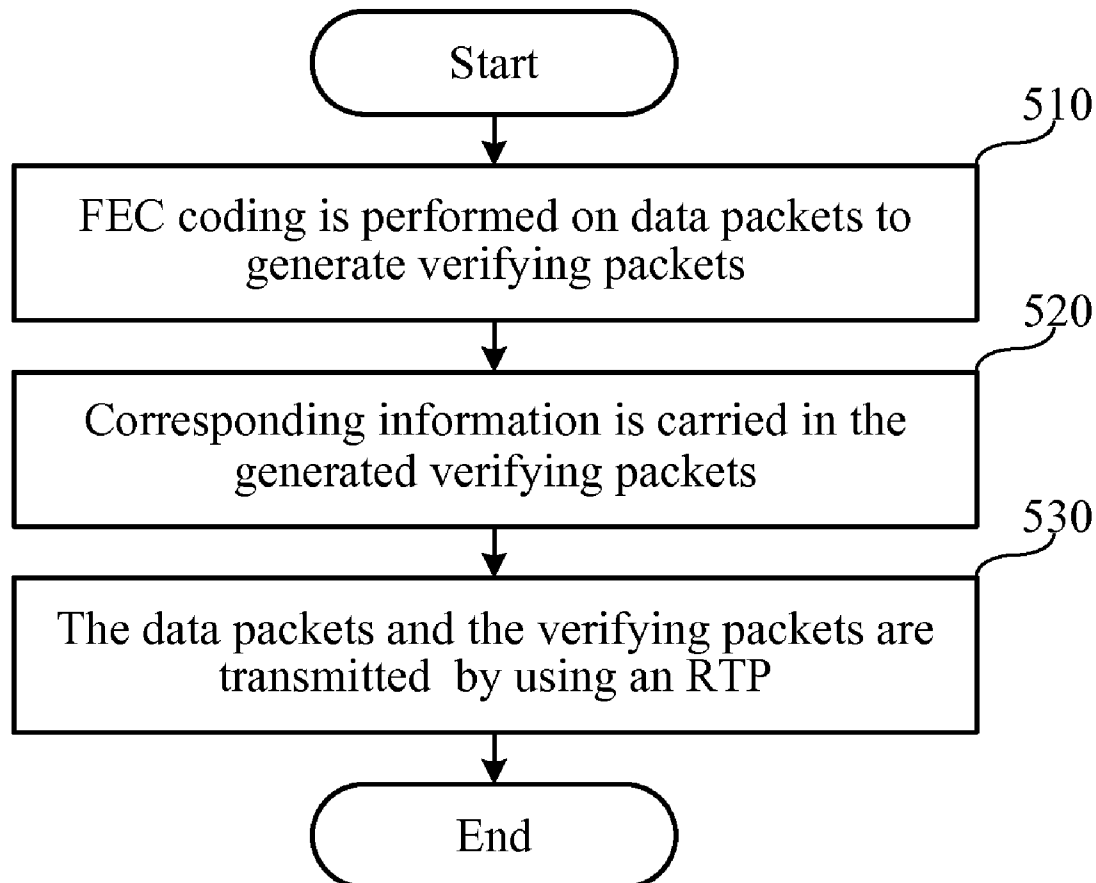 Start
510
FEC coding is performed on data packets to
generate verifying packets
520
Corresponding information is carried in the
generated verifying packets
530
The data packets and the verifying packets are
transmitted by using an RTP
End